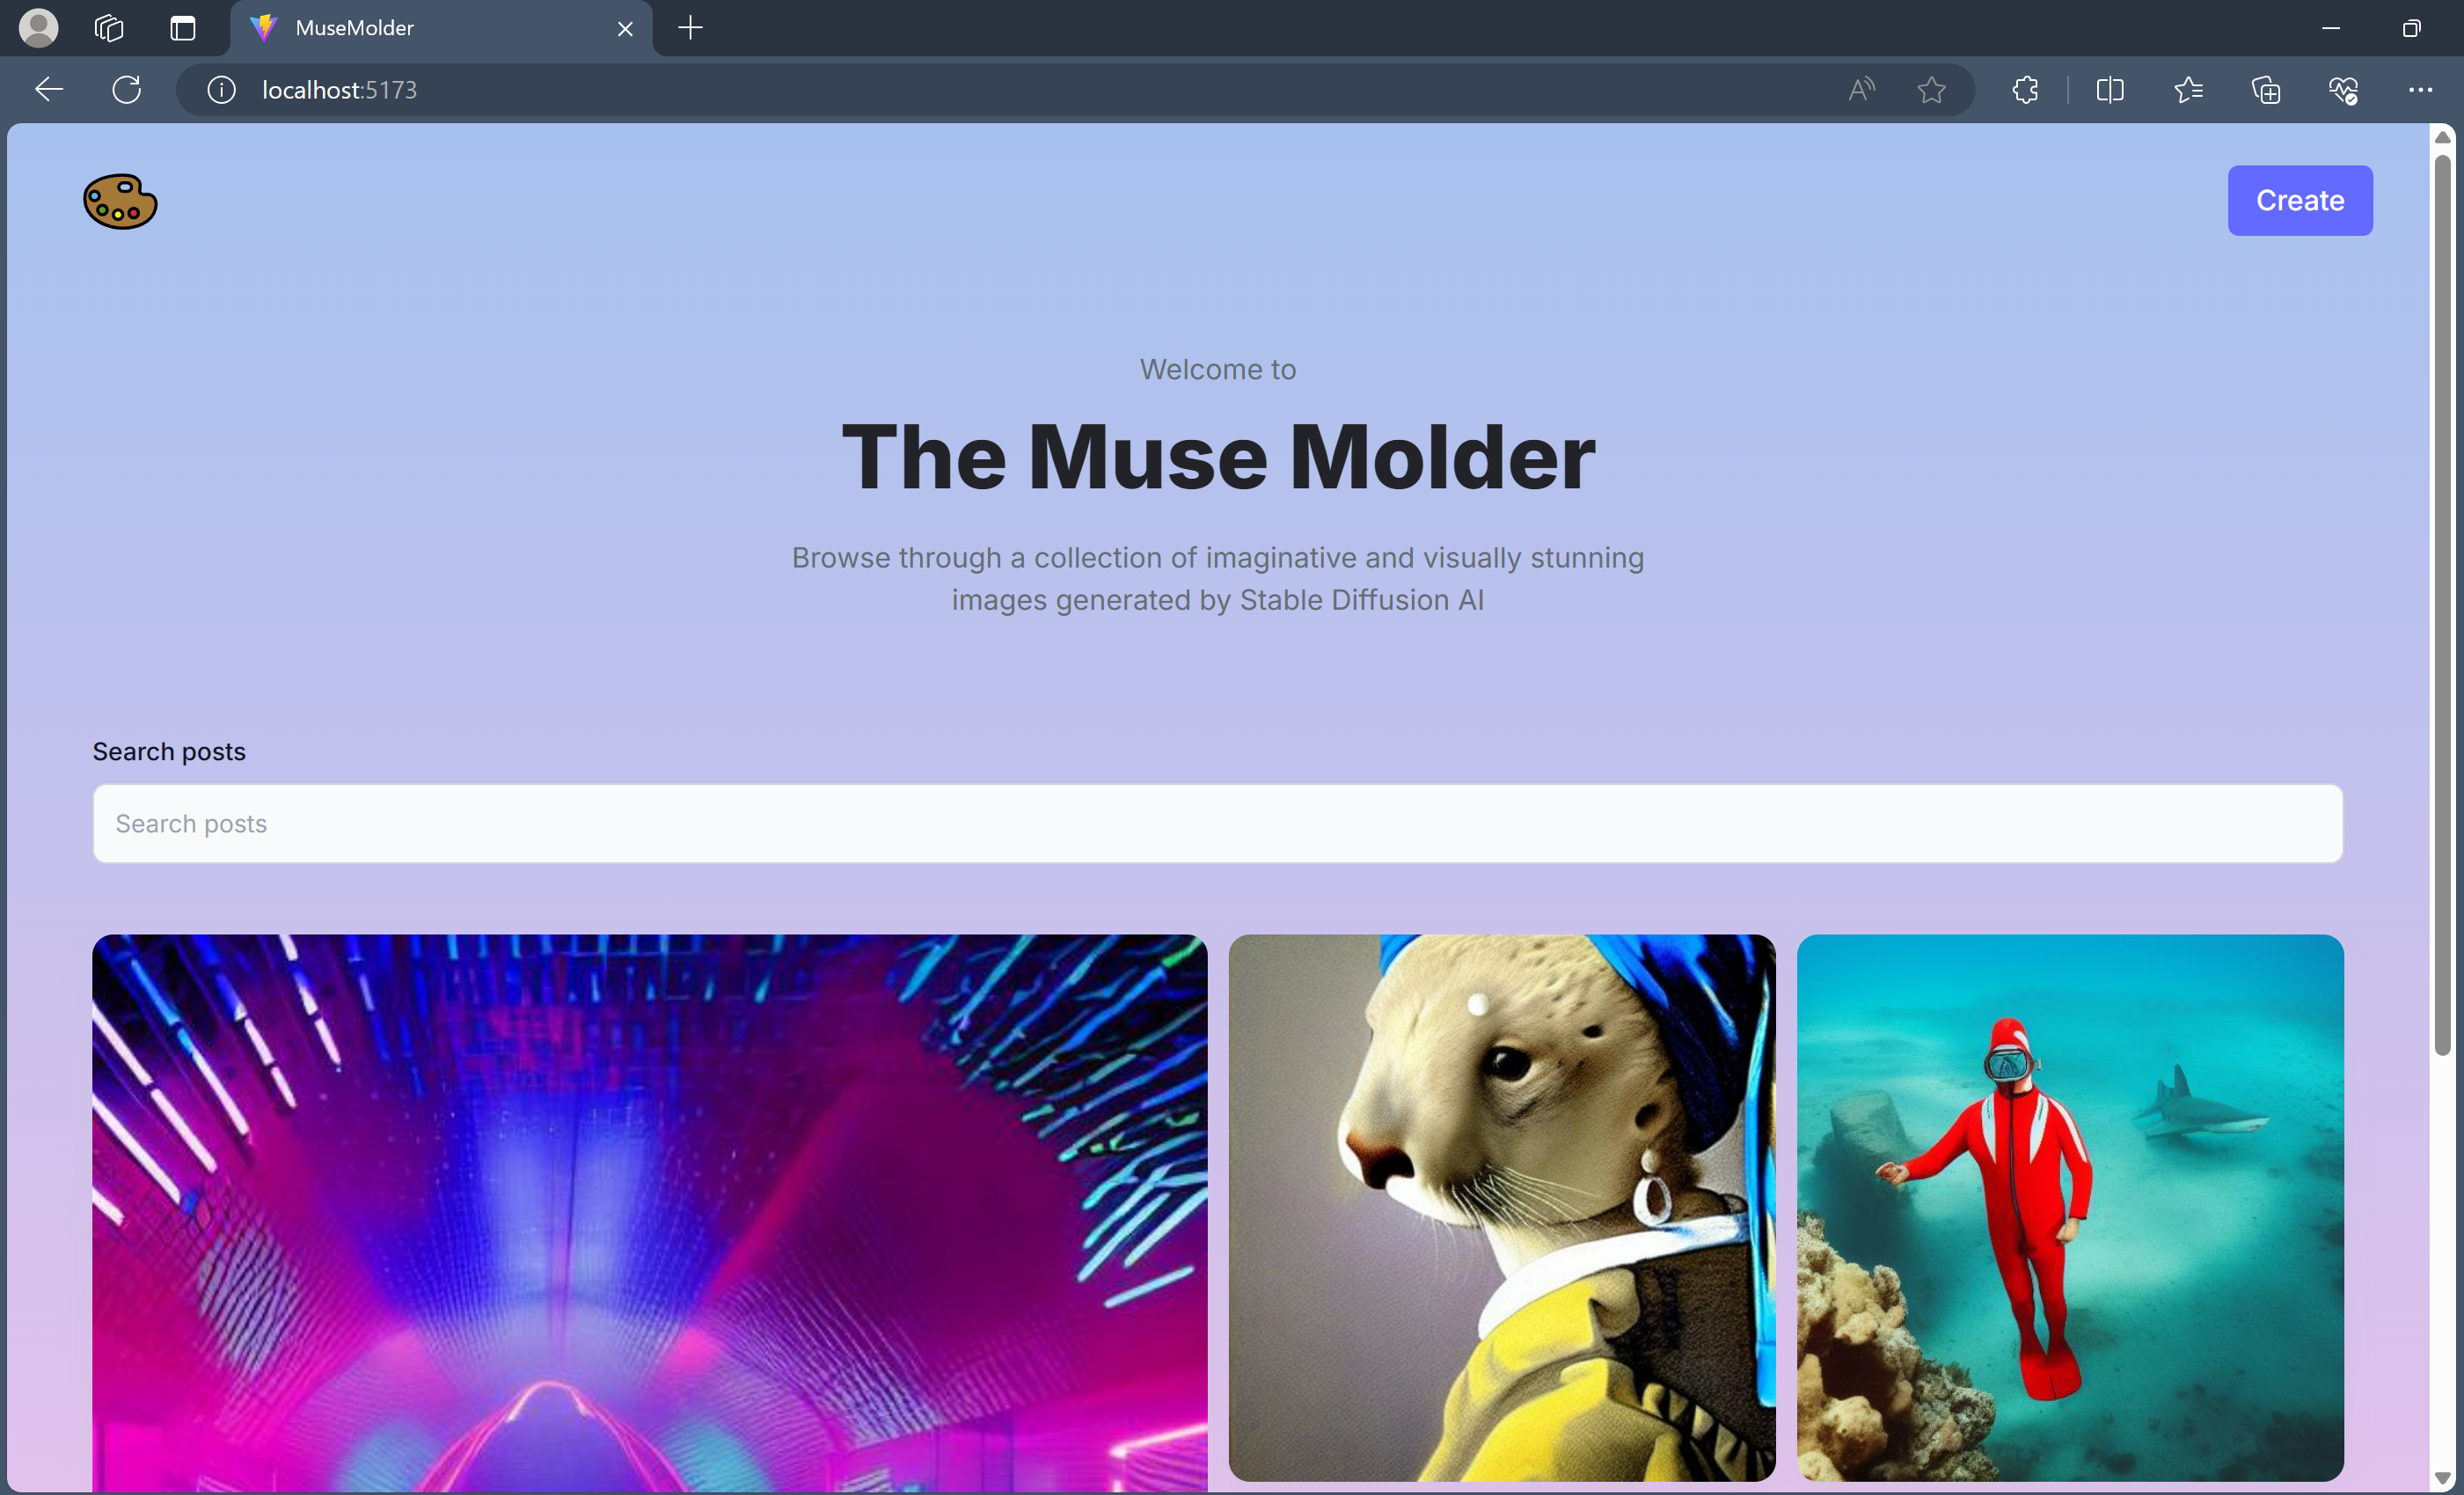 MuseMolder
localhost:5173
Create
Welcome to
The Muse Molder
Browse through a collection of imaginative and visually stunning
images generated by Stable Diffusion AI
Search posts
Search posts